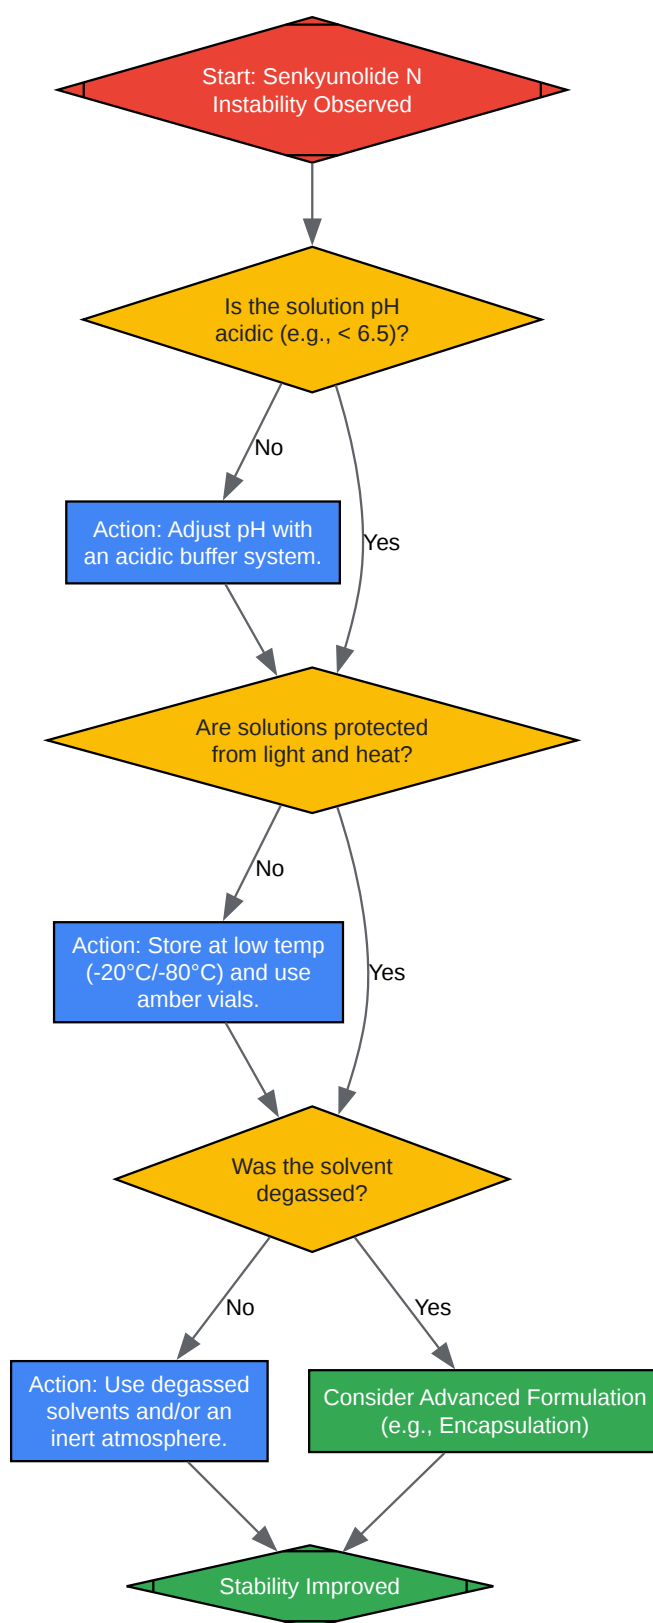 Start: Senkyunolide N
Instability Observed
Is the solution pH
acidic (e.g., < 6.5)?
No
Action: Adjust pH with
an acidic buffer system.
Yes
Are solutions protected
from light and heat?
No
Action: Store at low temp
(-20°C/-80°C) and use
amber vials.
Yes
Was the solvent
degassed?
No
Yes
Action: Use degassed
solvents and/or an
inert atmosphere.
Consider Advanced Formulation
(e.g., Encapsulation)
Stability Improved